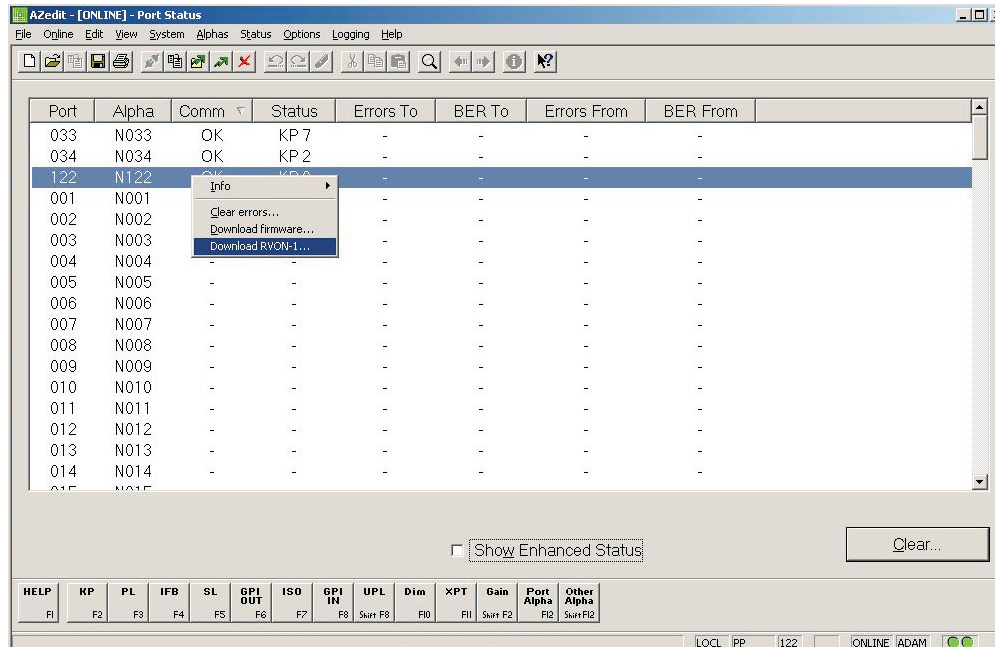 AZedit - [ONLINE] - Port Status
File Online Edit View System Alphas Status Options Logging Help
Port Alpha Comm Status Errors To BER To Errors From BER From
033 N033 OK KP 7 - - - -
034 N034 OK KP 2 - - - -
122 N122 - - - -
001 N001 - - - -
002 N002 - - - -
003 N003 - - - -
004 N004 - - - - - -
005 N005 - - - - - -
006 N006 - - - - - -
007 N007 - - - - - -
008 N008 - - - - - -
009 N009 - - - - - -
010 N010 - - - - - -
011 N011 - - - - - -
012 N012 - - - - - -
013 N013 - - - - - -
014 N014 - - - - - -
Info
Clear errors...
Download firmware...
Download RVON-1...
Show Enhanced Status
Clear...
HELP F1 KP F2 PL F3 IFB F4 SL F5 GPI OUT F6 ISO F7 GPI IN F8 UPL Shift F8 Dim F10 XPT F11 Gain Shift F2 Port Alpha F12 Other Alpha Shift F12
LOCL PP 122 ONLINE ADAM